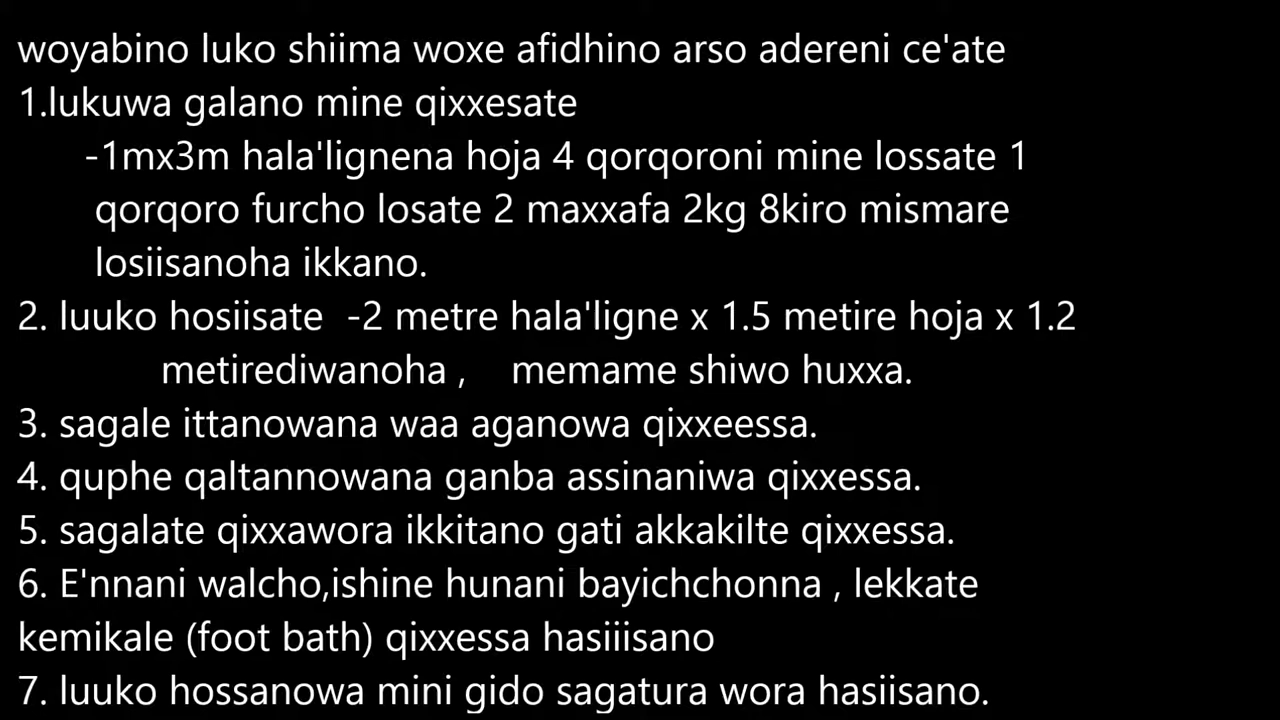 woyabino luko shiima woxe afidhino arso adereni ce'ate
1.lukuwa galano mine qixxesate
-1mx3m hala'lignena hoja 4 qorqoroni mine lossate 1
qorqoro furcho losate 2 maxxafa 2kg 8kiro mismare
losiisanoha ikkano.
2. luuko hosiisate -2 metre hala'ligne x 1.5 metire hoja x 1.2
metirediwanoha , memame shiwo huxxa.
3. sagale ittanowana waa aganowa qixxeessa.
4. quphe qaltannowana ganba assinaniwa qixxessa.
5. sagalate qixxawora ikkitano gati akkakilte qixxessa.
6. E'nnani walcho,ishine hunani bayichchonna , lekkate
kemikale (foot bath) qixxessa hasiiisano
7. luuko hossanowa mini gido sagatura wora hasiisano.